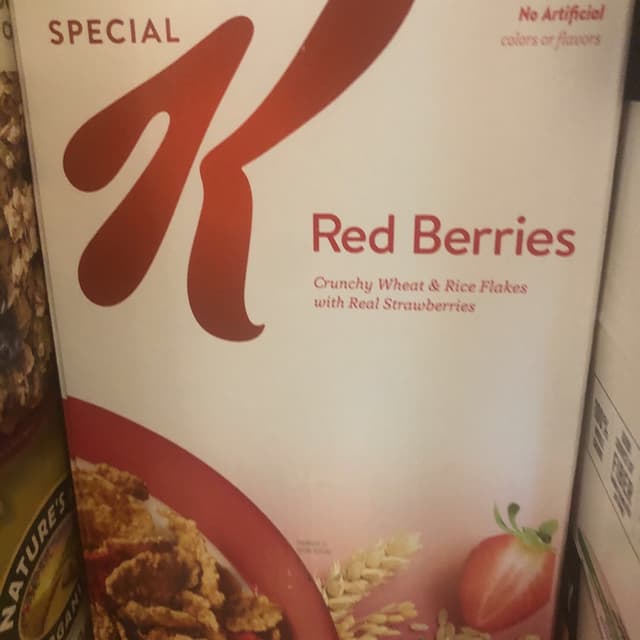 SPECIAL
K
No Artificial
colors or flavors
Red Berries
Crunchy Wheat & Rice Flakes
with Real Strawberries
NATURE'S